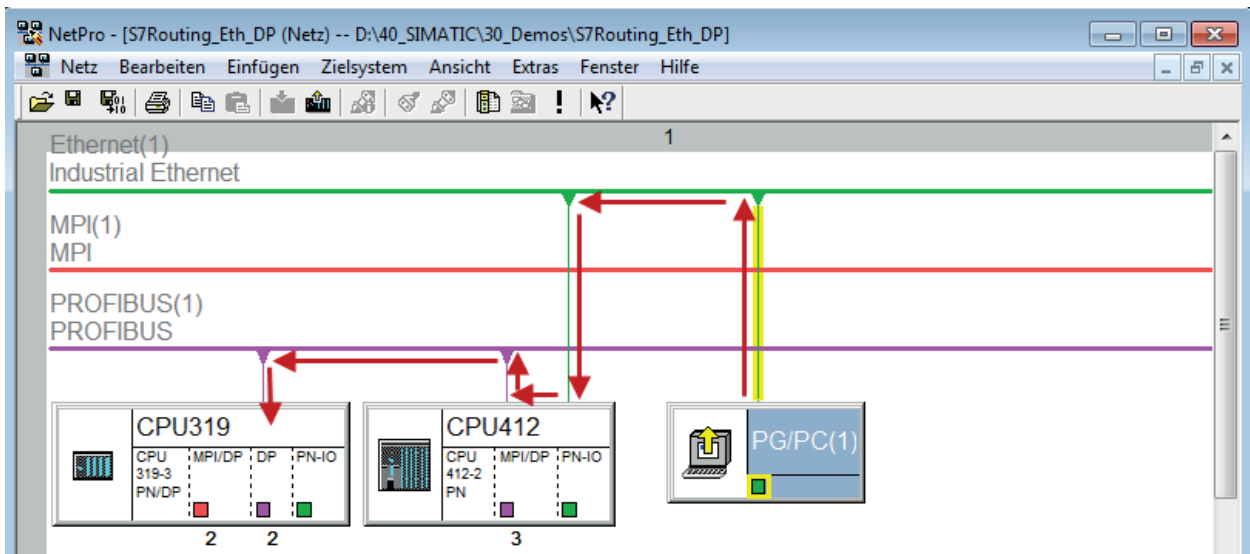 NetPro - [S7Routing_Eth_DP (Netz) -- D:\40_SIMATIC\30_Demos\S7Routing_Eth_DP]
Netz Bearbeiten Einfügen Zielsystem Ansicht Extras Fenster Hilfe
1
Ethernet(1)
Industrial Ethernet
MPI(1)
MPI
PROFIBUS(1)
PROFIBUS
CPU319
CPU 319-3 PN/DP
MPI/DP
DP
PN-IO
2 2
CPU412
CPU 412-2 PN
MPI/DP
PN-IO
3
PG/PC(1)